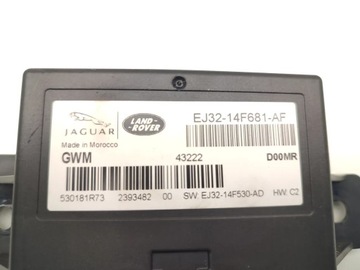 JAGUAR
LAND-
ROVER
EJ32-14F681-AF
Made in Morocco
GWM 43222 D00MR
530181R73 2393482 00 SW: EJ32-14F530-AD HW: C2